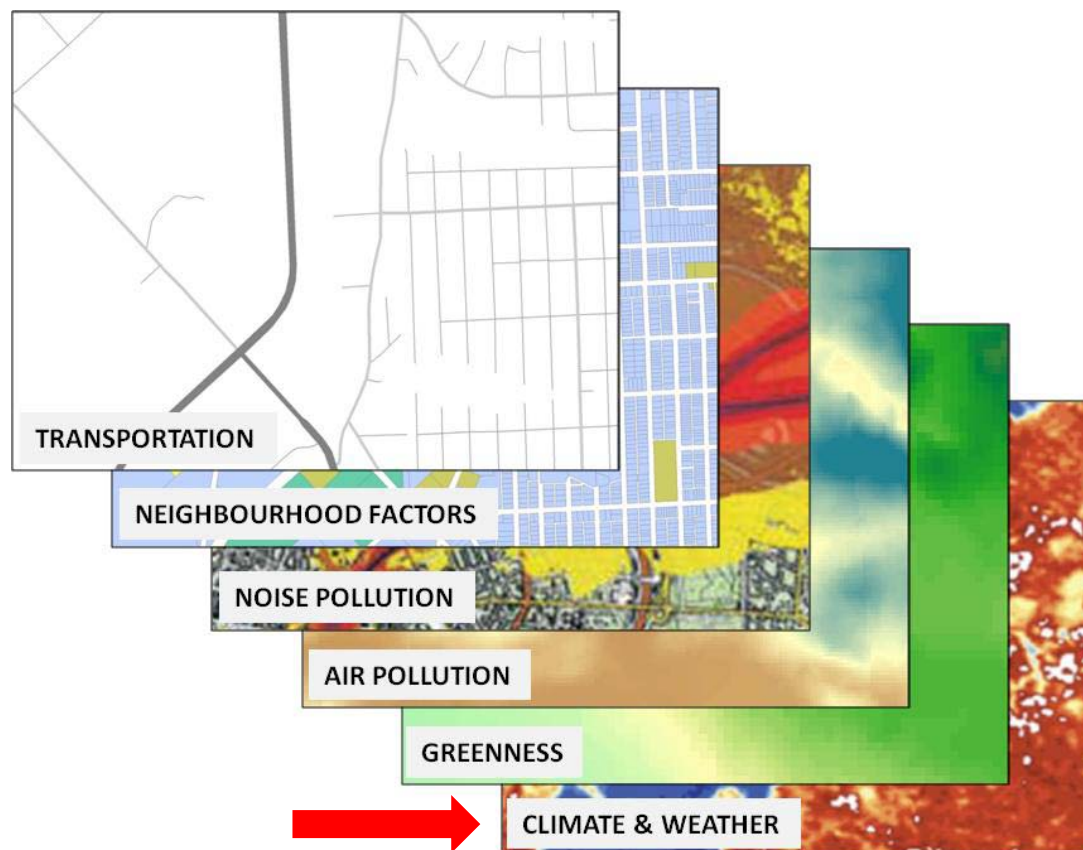 TRANSPORTATION
NEIGHBOURHOOD FACTORS
NOISE POLLUTION
AIR POLLUTION
GREENNESS
CLIMATE & WEATHER